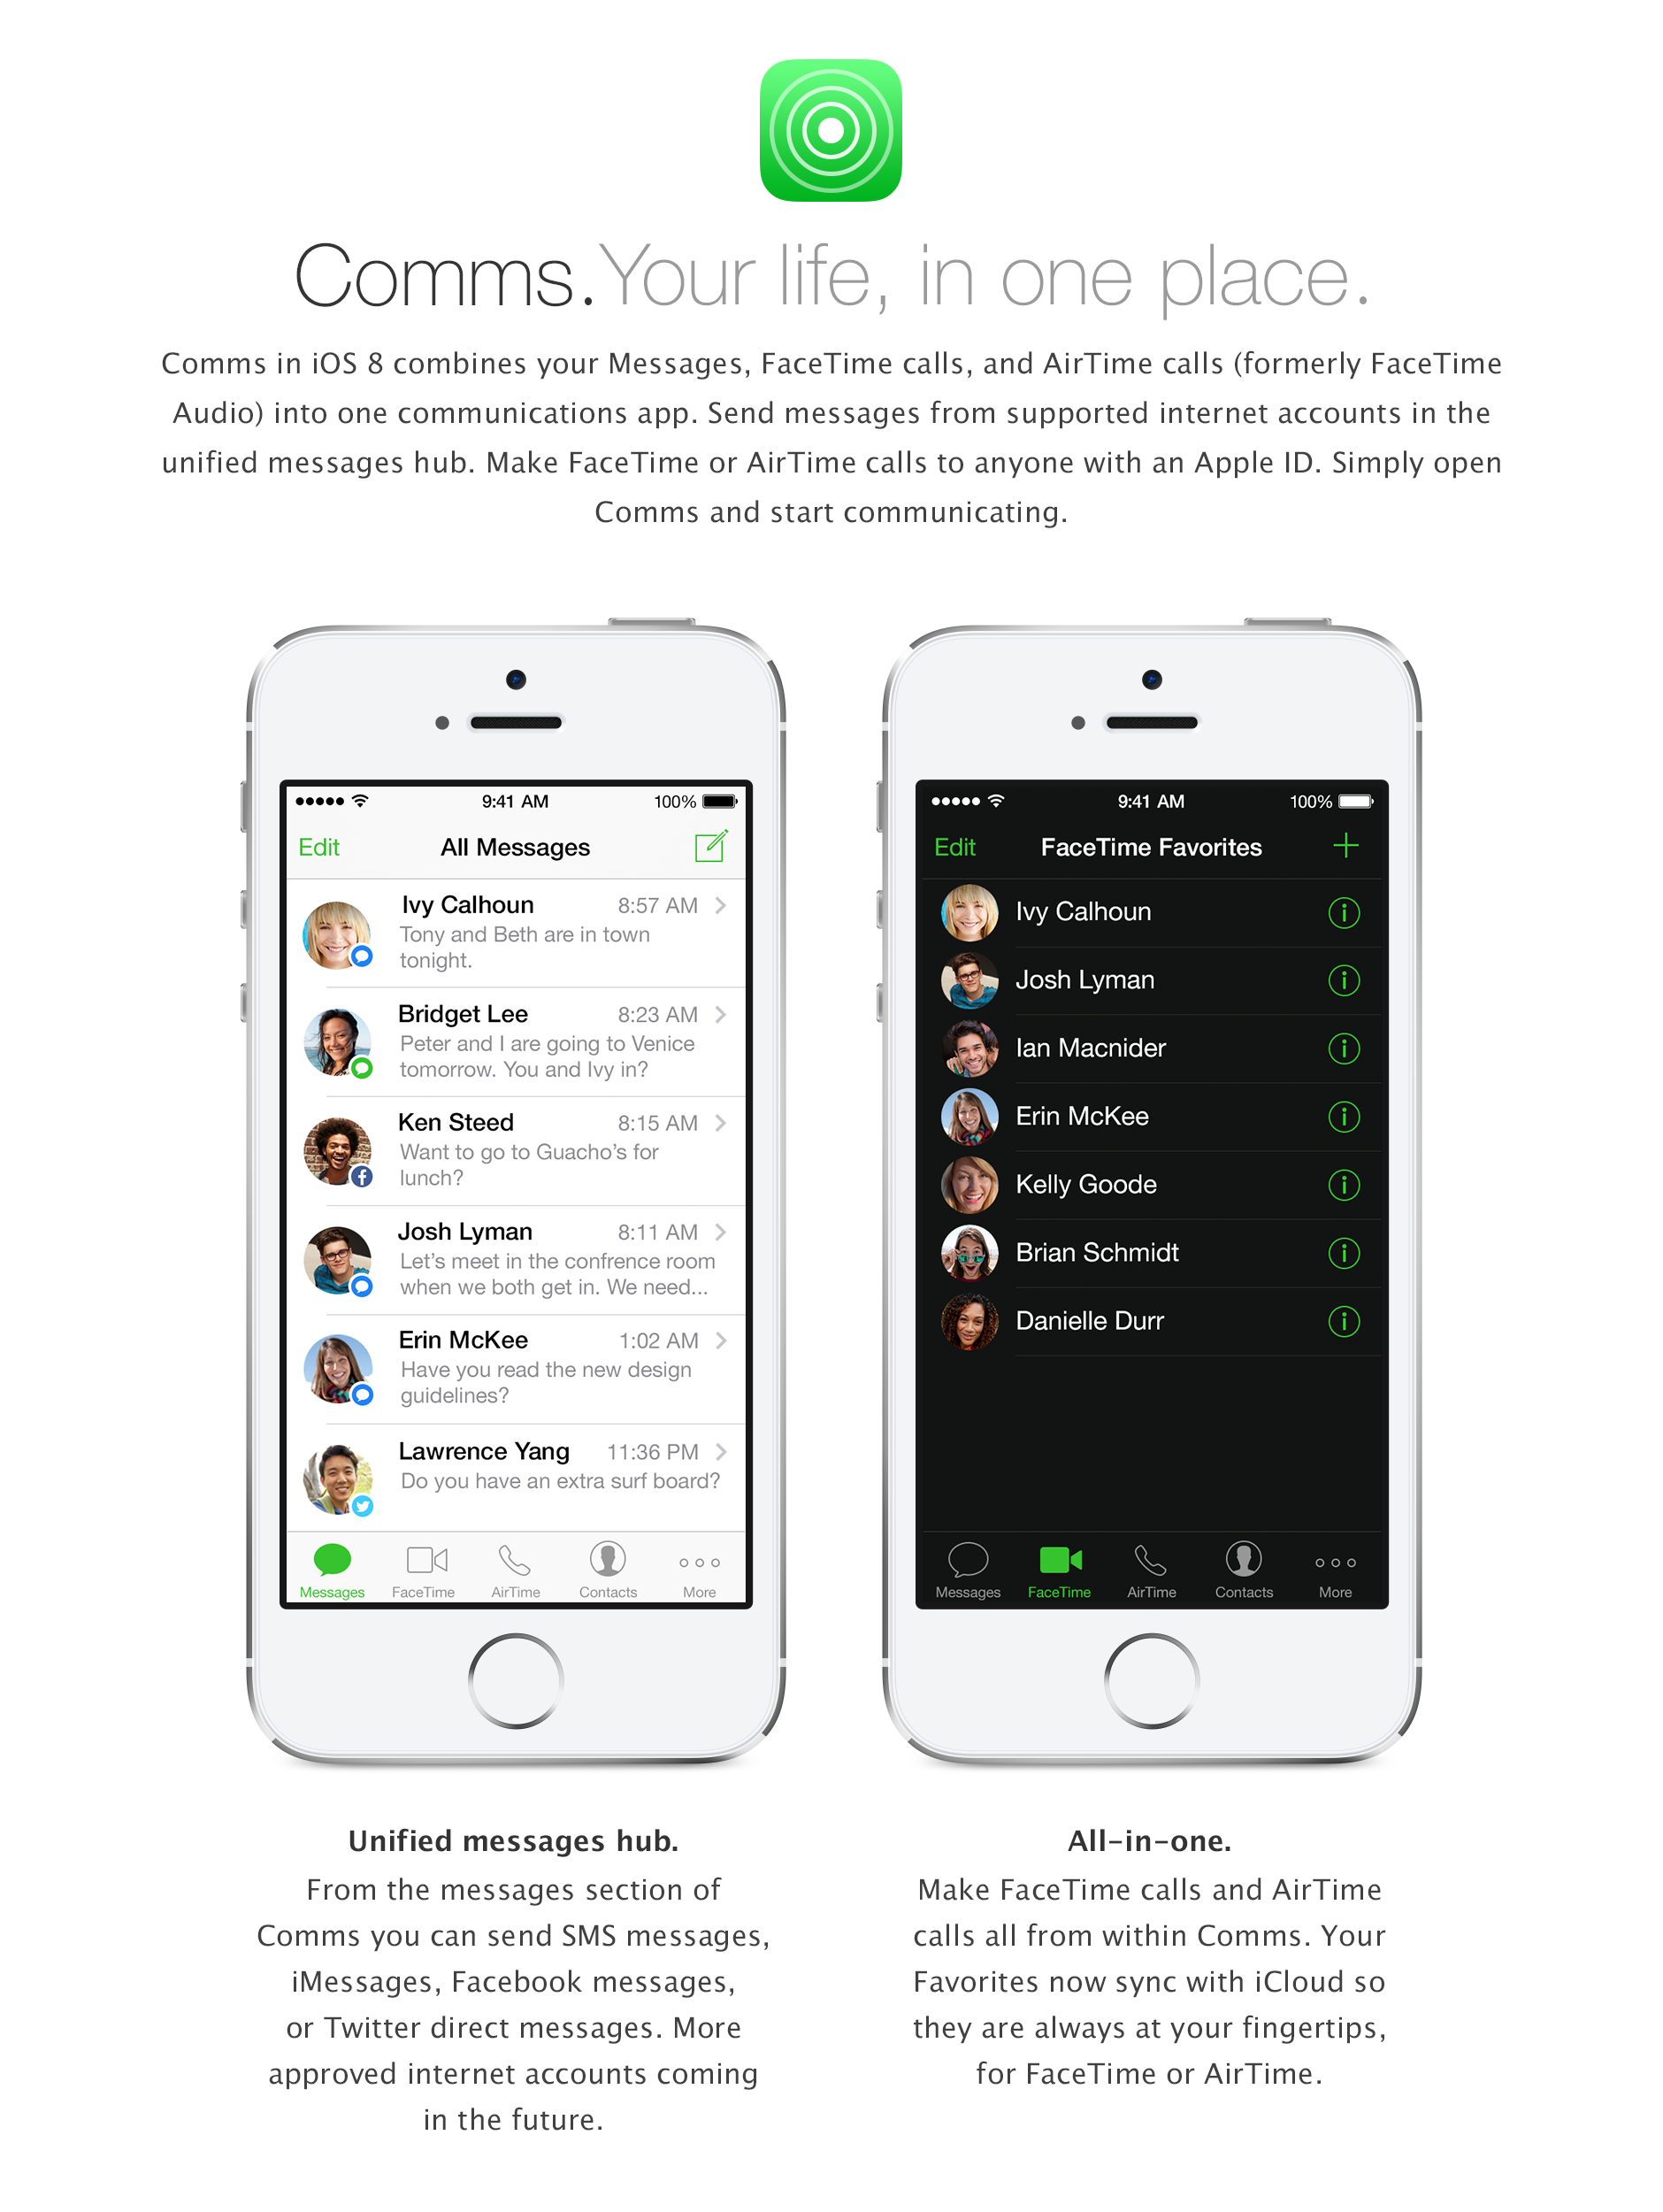 Comms. Your life, in one place.
Comms in iOS 8 combines your Messages, FaceTime calls, and AirTime calls (formerly FaceTime
Audio) into one communications app. Send messages from supported internet accounts in the
unified messages hub. Make FaceTime or AirTime calls to anyone with an Apple ID. Simply open
Comms and start communicating.
9:41 AM 100%
Edit All Messages
Ivy Calhoun 8:57 AM
Tony and Beth are in town
tonight.
Bridget Lee 8:23 AM
Peter and I are going to Venice
tomorrow. You and Ivy in?
Ken Steed 8:15 AM
Want to go to Guacho’s for
lunch?
Josh Lyman 8:11 AM
Let’s meet in the confrence room
when we both get in. We need...
Erin McKee 1:02 AM
Have you read the new design
guidelines?
Lawrence Yang 11:36 PM
Do you have an extra surf board?
Messages FaceTime AirTime Contacts More
9:41 AM 100%
Edit FaceTime Favorites
Ivy Calhoun
Josh Lyman
Ian Macnider
Erin McKee
Kelly Goode
Brian Schmidt
Danielle Durr
Messages FaceTime AirTime Contacts More
Unified messages hub.
From the messages section of
Comms you can send SMS messages,
iMessages, Facebook messages,
or Twitter direct messages. More
approved internet accounts coming
in the future.
All-in-one.
Make FaceTime calls and AirTime
calls all from within Comms. Your
Favorites now sync with iCloud so
they are always at your fingertips,
for FaceTime or AirTime.